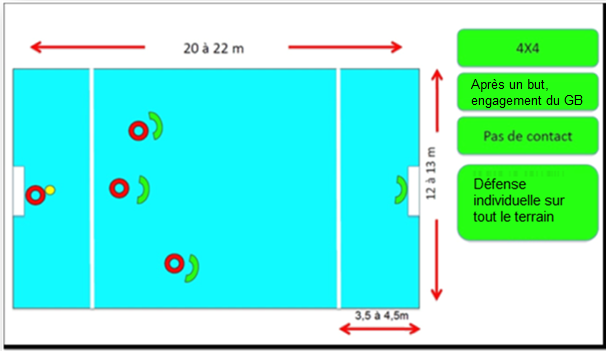 20 à 22 m
4X4
Après un but,
engagement du GB
Pas de contact
12 à 13 m
Défense
individuelle sur
tout le terrain
3,5 à 4,5m